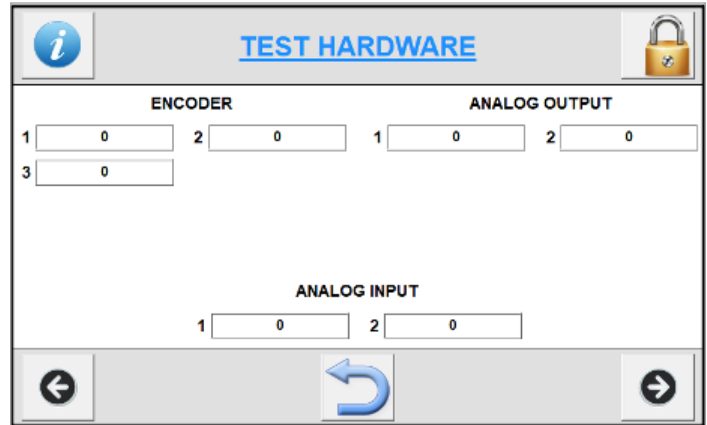 i TEST HARDWARE
ENCODER ANALOG OUTPUT
1 0 2 0 1 0 2 0
3 0
ANALOG INPUT
1 0 2 0